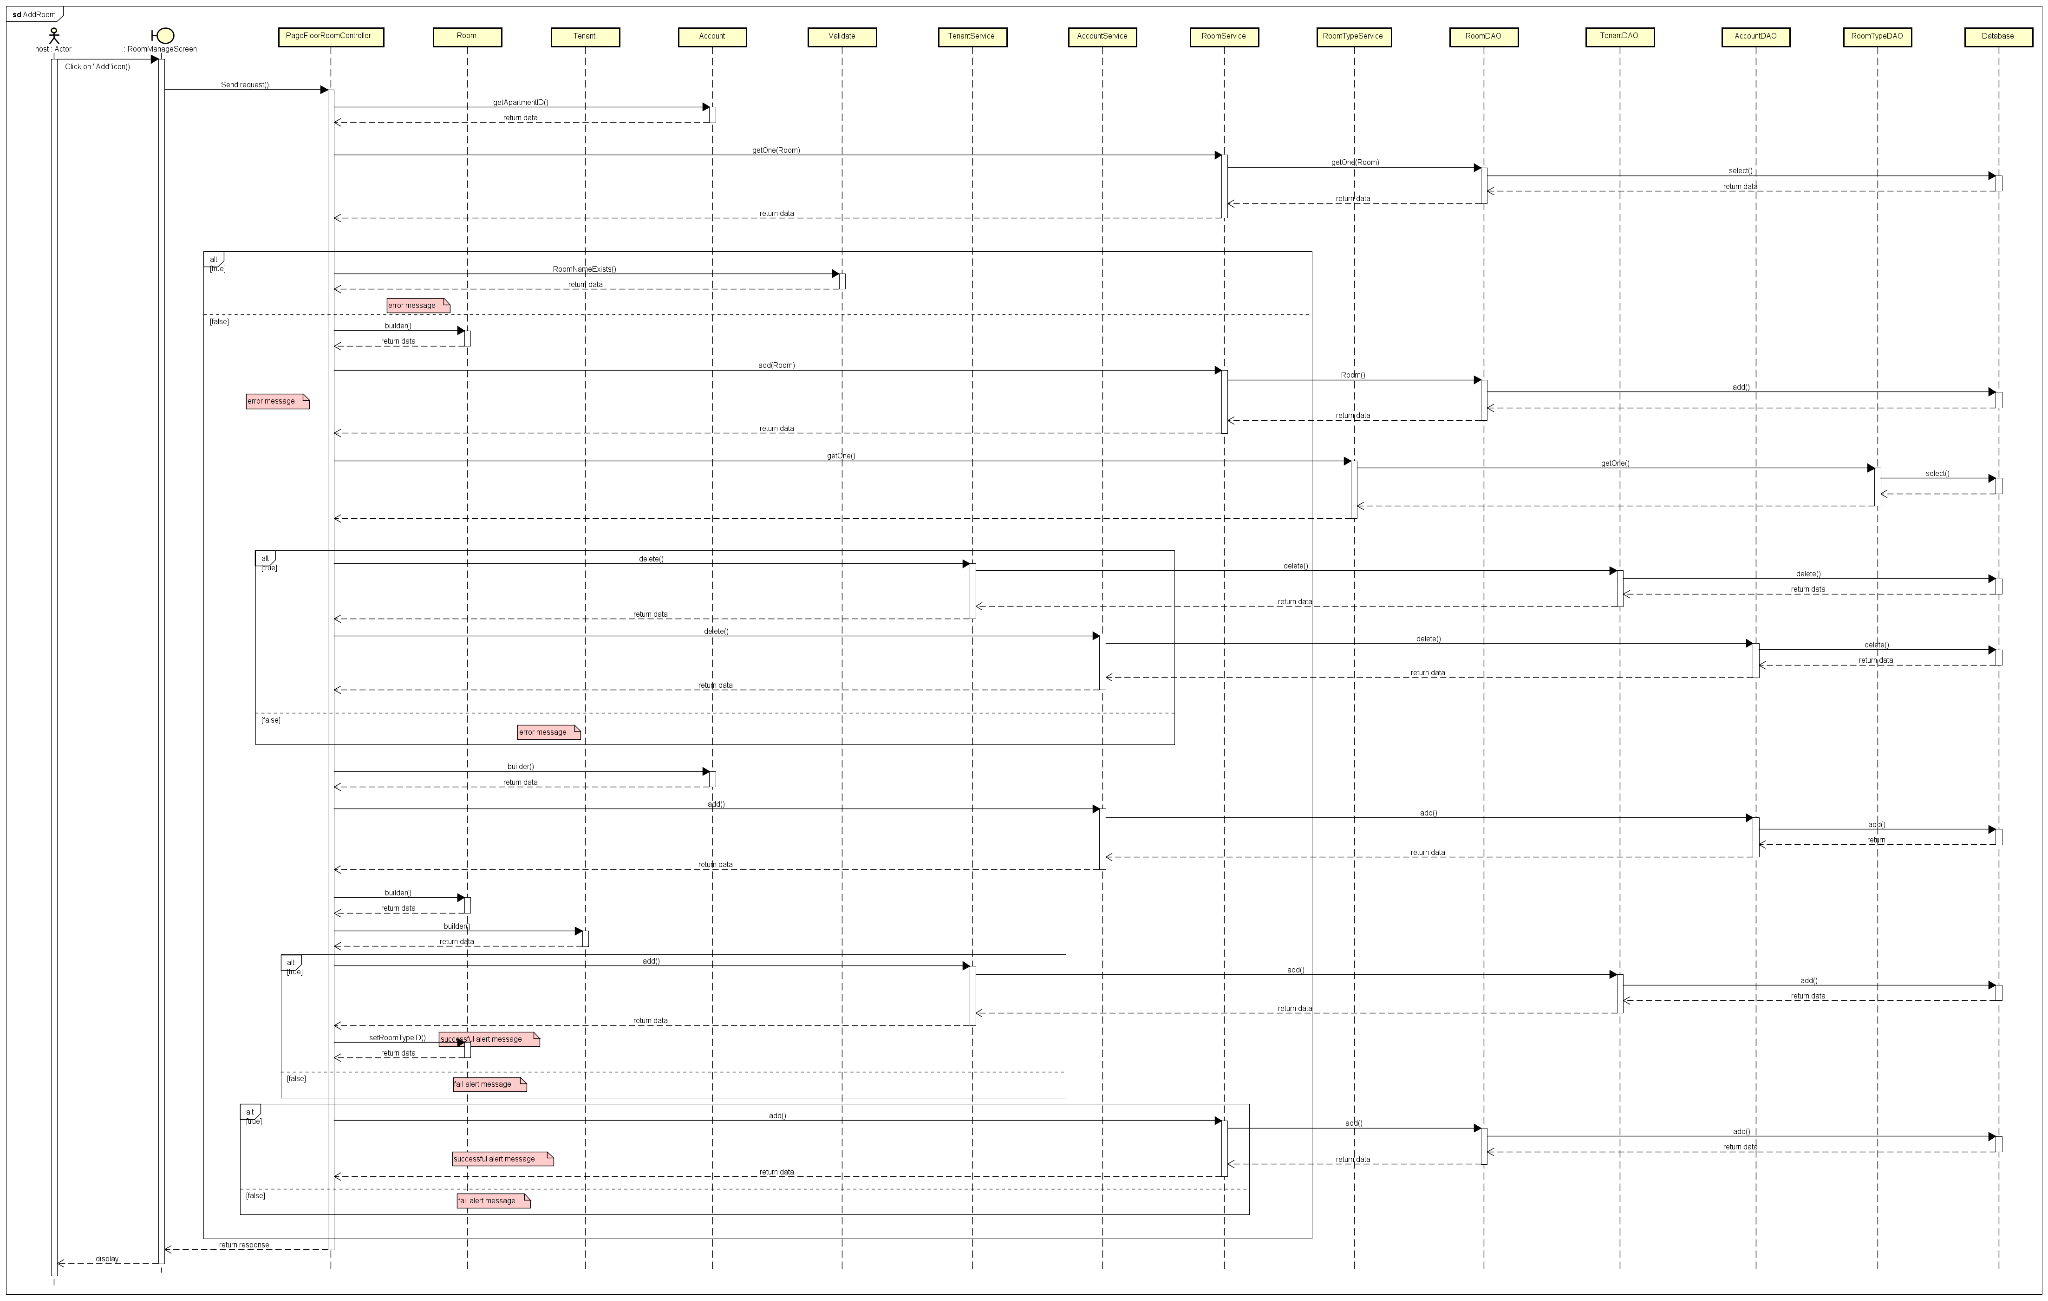 sd AddRoom
host : Actor
: RoomManageScreen
PageFloorRoomController
Room
Tenant
Account
Validate
TenantService
AccountService
RoomService
RoomTypeService
RoomDAO
TenantDAO
AccountDAO
RoomTypeDAO
Database
Click on "Add" icon()
Send request()
getApartmentID()
return data
getOne(Room)
getOne(Room)
select()
return data
return data
return data
alt
[true]
RoomNameExists()
return data
error message
[false]
builder()
return data
add(Room)
Room()
add()
error message
return data
return data
getOne()
getOne()
select()
alt
[true]
delete()
delete()
delete()
return data
return data
return data
delete()
delete()
delete()
return data
return data
return data
[false]
error message
builder()
return data
add()
add()
add()
return
return data
return data
builder()
return data
builder()
return data
alt
[true]
add()
add()
add()
return data
return data
return data
setRoomTypeID()
successful alert message
return data
[false]
fail alert message
alt
[true]
add()
add()
add()
return data
successful alert message
return data
return data
[false]
fail alert message
return response
display